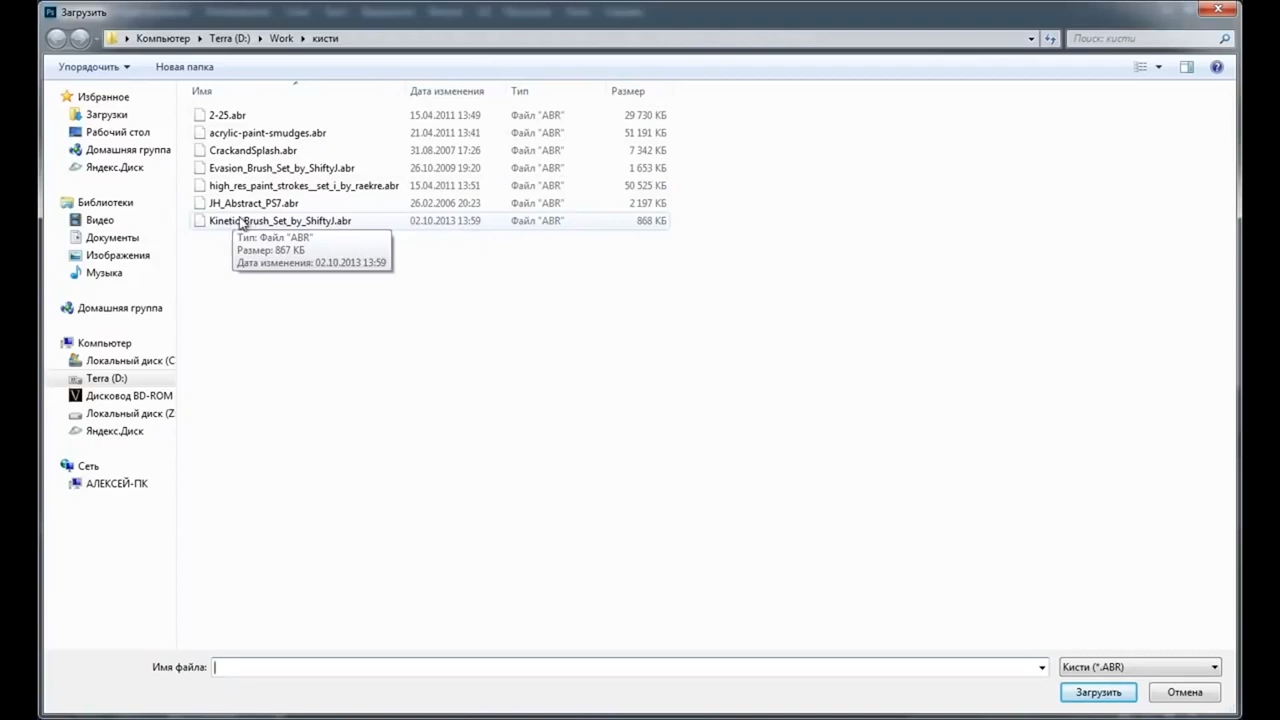 Загрузить
Компьютер ▸ Terra (D:) ▸ Work ▸ кисти
Поиск: кисти
Упорядочить
Новая папка
Имя Дата изменения Тип Размер
2-25.abr 15.04.2011 13:49 Файл "ABR" 29 730 КБ
acrylic-paint-smudges.abr 21.04.2011 13:41 Файл "ABR" 51 191 КБ
CrackandSplash.abr 31.08.2007 17:26 Файл "ABR" 7 342 КБ
Evasion_Brush_Set_by_ShiftyJ.abr 26.10.2009 19:20 Файл "ABR" 1 653 КБ
high_res_paint_strokes__set_i_by_raekre.abr 15.04.2011 13:51 Файл "ABR" 50 525 КБ
JH_Abstract_PS7.abr 26.02.2006 20:23 Файл "ABR" 2 197 КБ
Kinetic_Brush_Set_by_ShiftyJ.abr 02.10.2013 13:59 Файл "ABR" 868 КБ
Тип: Файл "ABR"
Размер: 867 КБ
Дата изменения: 02.10.2013 13:59
Избранное
Загрузки
Рабочий стол
Домашняя группа
Яндекс.Диск
Библиотеки
Видео
Документы
Изображения
Музыка
Домашняя группа
Компьютер
Локальный диск (C
Terra (D:)
Дисковод BD-ROM
Локальный диск (Z
Яндекс.Диск
Сеть
АЛЕКСЕЙ-ПК
Имя файла:
Кисти (*.ABR)
Загрузить
Отмена